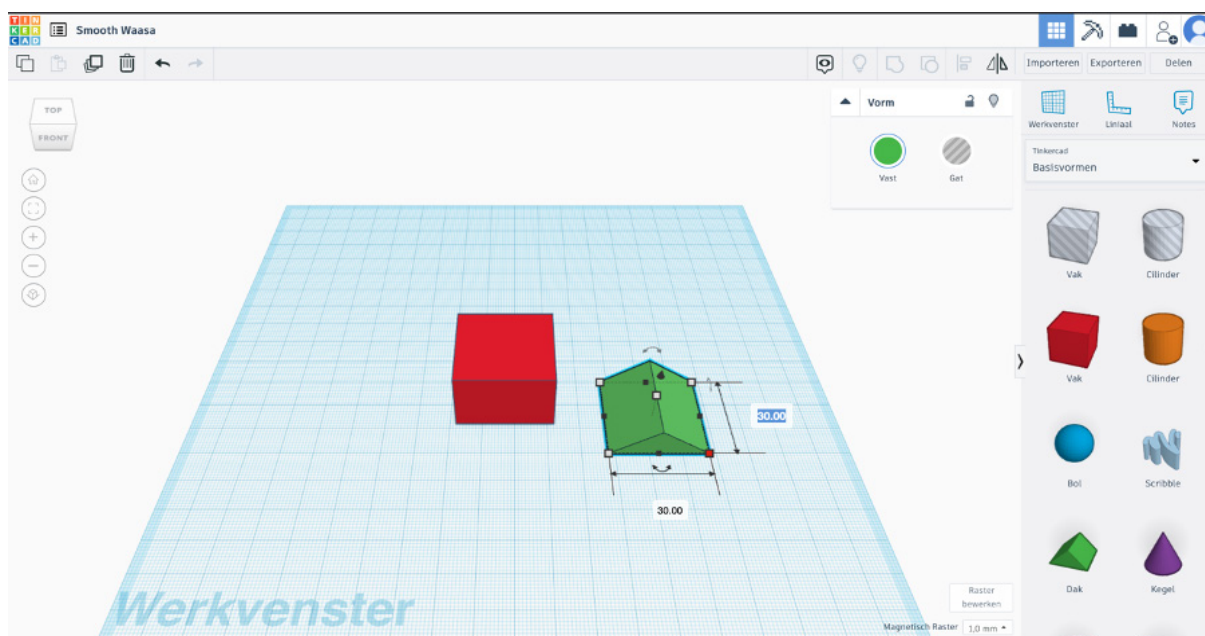 TIN
KER
CAD
Smooth Waasa
Importeren
Exporteren
Delen
TOP
FRONT
Vorm
Vast
Gat
Werkvenster
Liniaal
Notes
Tinkercad
Basisvormen
Vak
Cilinder
Vak
Cilinder
Bol
Scribble
Dak
Kegel
30.00
30.00
Werkvenster
Raster
bewerken
Magnetisch Raster
1,0 mm